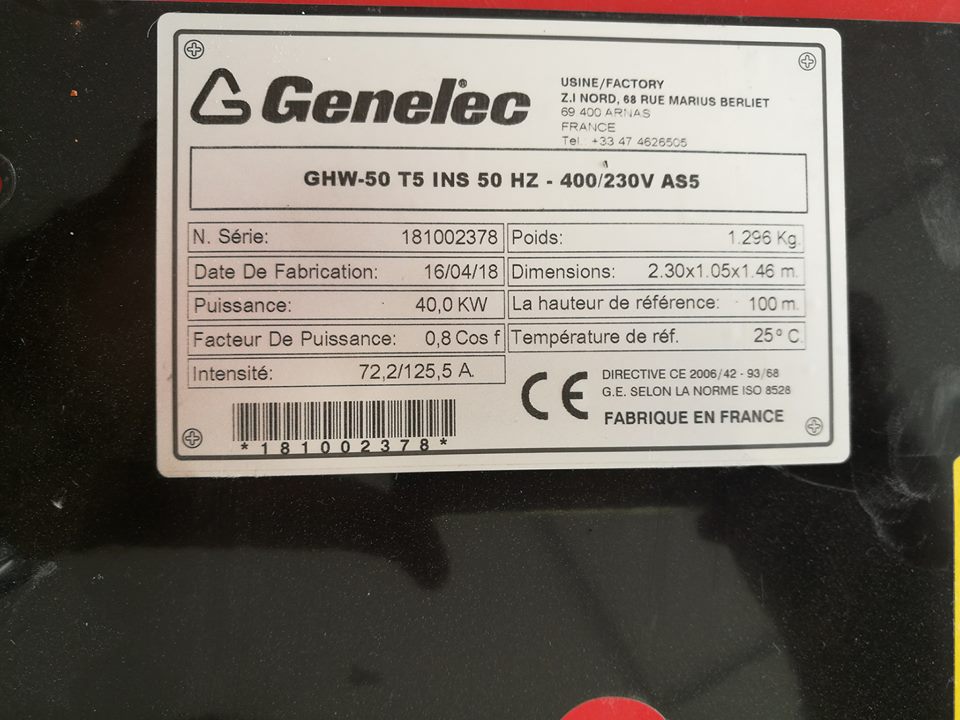 Genelec®
USINE/FACTORY
Z.I NORD, 68 RUE MARIUS BERLIET
69 400 ARNAS
FRANCE
Tel. +33 47 4626505
GHW-50 T5 INS 50 HZ - 400/230V AS5
N. Série: 181002378
Poids: 1.296 Kg.
Date De Fabrication: 16/04/18
Dimensions: 2.30x1.05x1.46 m.
Puissance: 40,0 KW
La hauteur de référence: 100 m.
Facteur De Puissance: 0,8 Cos f
Température de réf. 25º C.
Intensité: 72,2/125,5 A.
CE
DIRECTIVE CE 2006/42 - 93/68
G.E. SELON LA NORME ISO 8528
FABRIQUE EN FRANCE
*181002378*